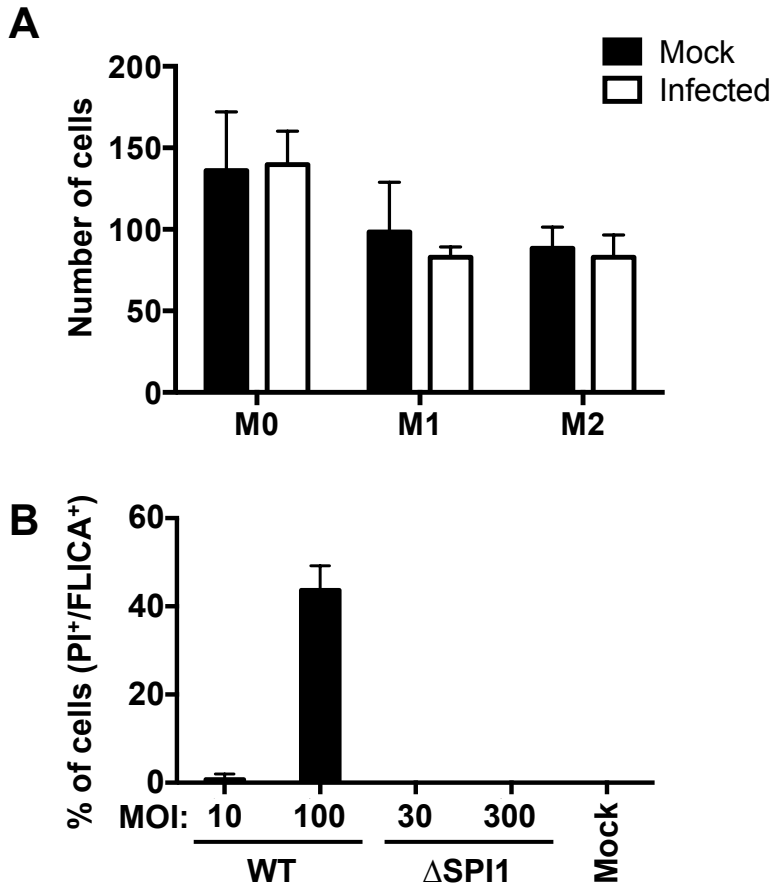 A
Mock
Infected
Number of cells
200
150
100
50
0
M0 M1 M2
B
% of cells (PI⁺/FLICA⁺)
60
40
20
0
MOI: 10 100 30 300 Mock
WT ΔSPI1